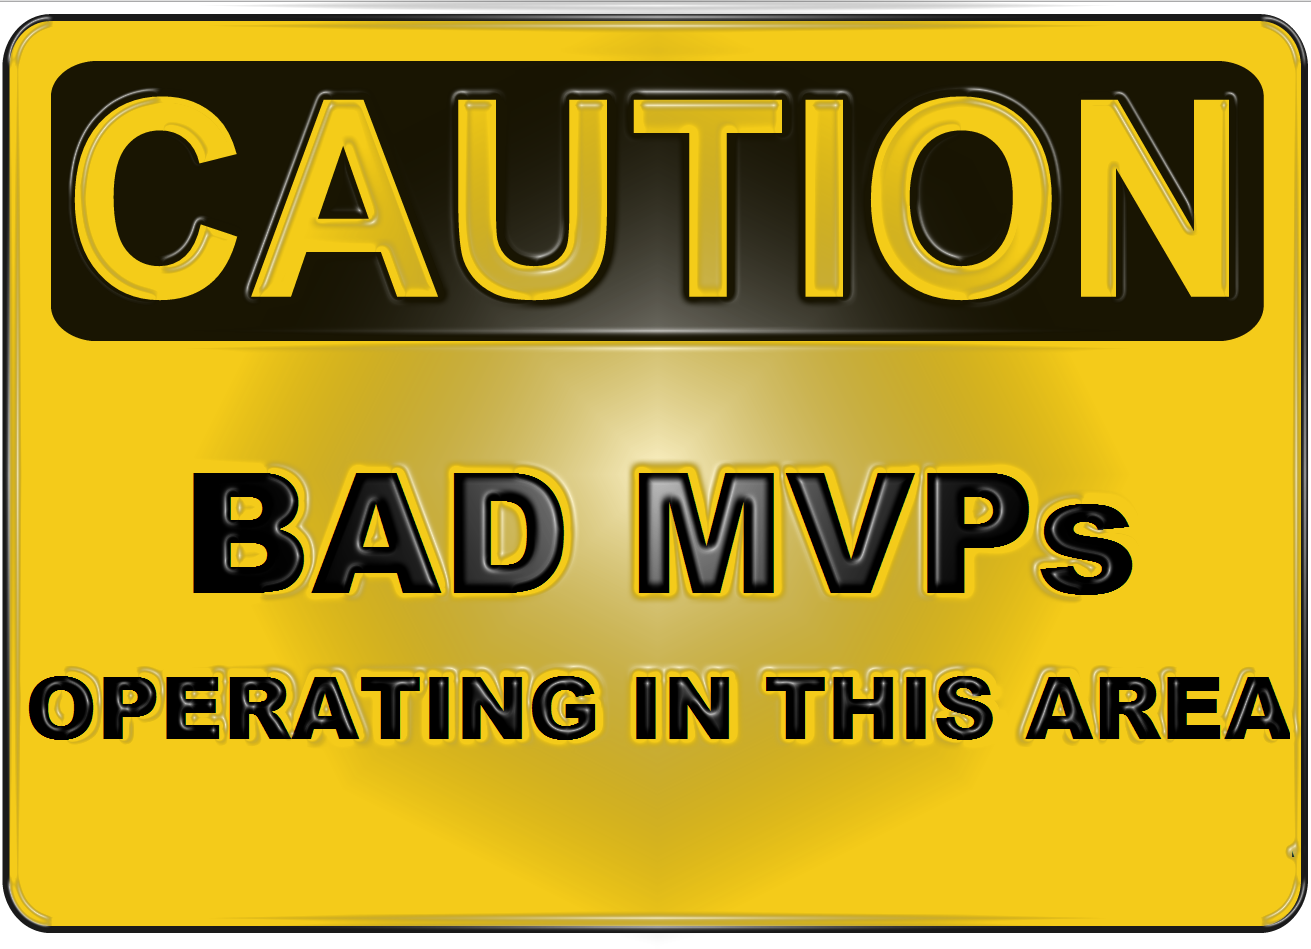 CAUTION
BAD MVPs
OPERATING IN THIS AREA